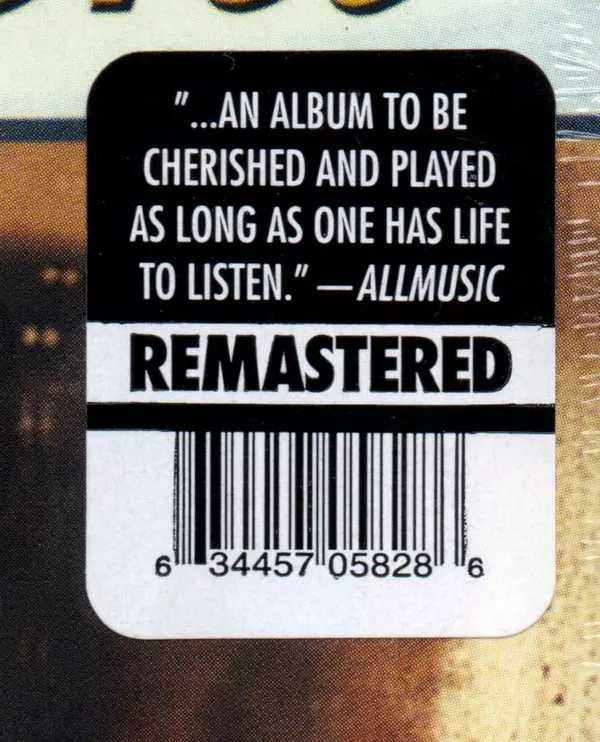 "...AN ALBUM TO BE
CHERISHED AND PLAYED
AS LONG AS ONE HAS LIFE
TO LISTEN." —ALLMUSIC
REMASTERED
6 34457 05828 6